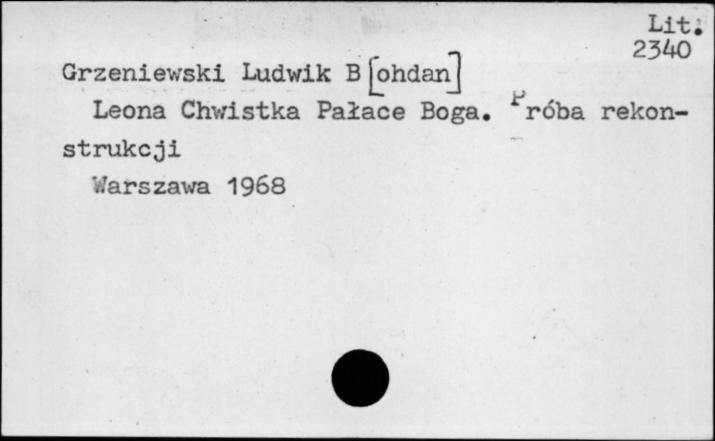 Lit.
2340
Grzeniewski Ludwik B[ohdan]
Leona Chwistka Pałace Boga. Próba rekon-
strukcji
Warszawa 1968